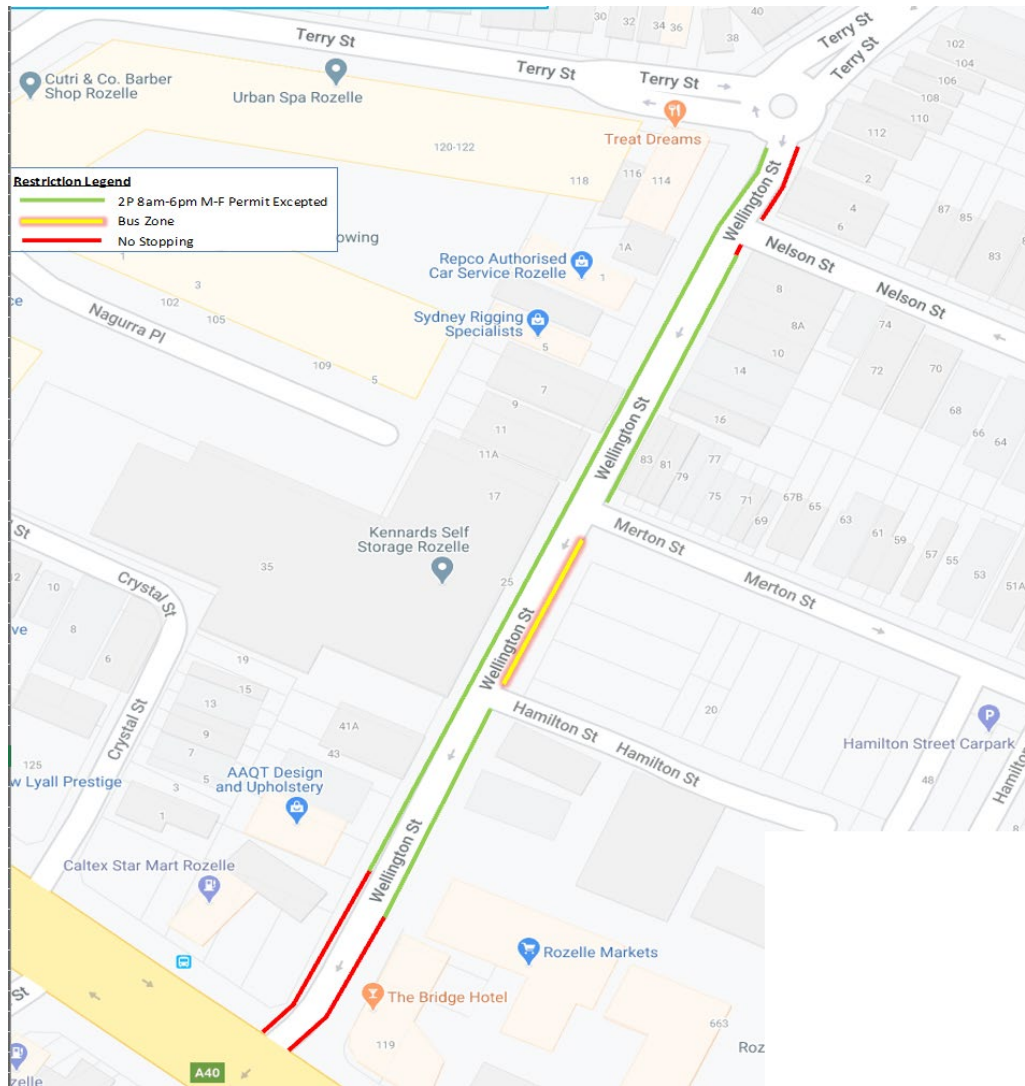 Terry St
30
32
34
36
38
40
Terry St
Terry St
102
104
106
108
110
112
Cutri & Co. Barber
Shop Rozelle
Urban Spa Rozelle
Terry St
Terry St
Treat Dreams
120-122
118
116
114
2
4
6
Wellington St
Restriction Legend
2P 8am-6pm M-F Permit Excepted
Bus Zone
No Stopping
owing
1
3
102
105
109
5
Nagurra Pl
1A
Repco Authorised
Car Service Rozelle
1
Sydney Rigging
Specialists
5
7
9
11
11A
17
87
85
83
Nelson St
Nelson St
8
8A
10
14
16
74
72
70
68
66
64
Wellington St
83
81
79
77
75
71
69
67B
65
63
61
59
57
55
53
51A
Merton St
Merton St
Kennards Self
Storage Rozelle
35
25
St
Crystal St
12
10
8
6
ve
19
15
13
9
7
5
3
1
41A
43
Wellington St
Hamilton St
Hamilton St
20
Hamilton Street Carpark
P
48
Hamilton
8
Crystal St
125
w Lyall Prestige
AAQT Design
and Upholstery
Caltex Star Mart Rozelle
Wellington St
Rozelle Markets
The Bridge Hotel
119
663
Roz
St
A40
zelle